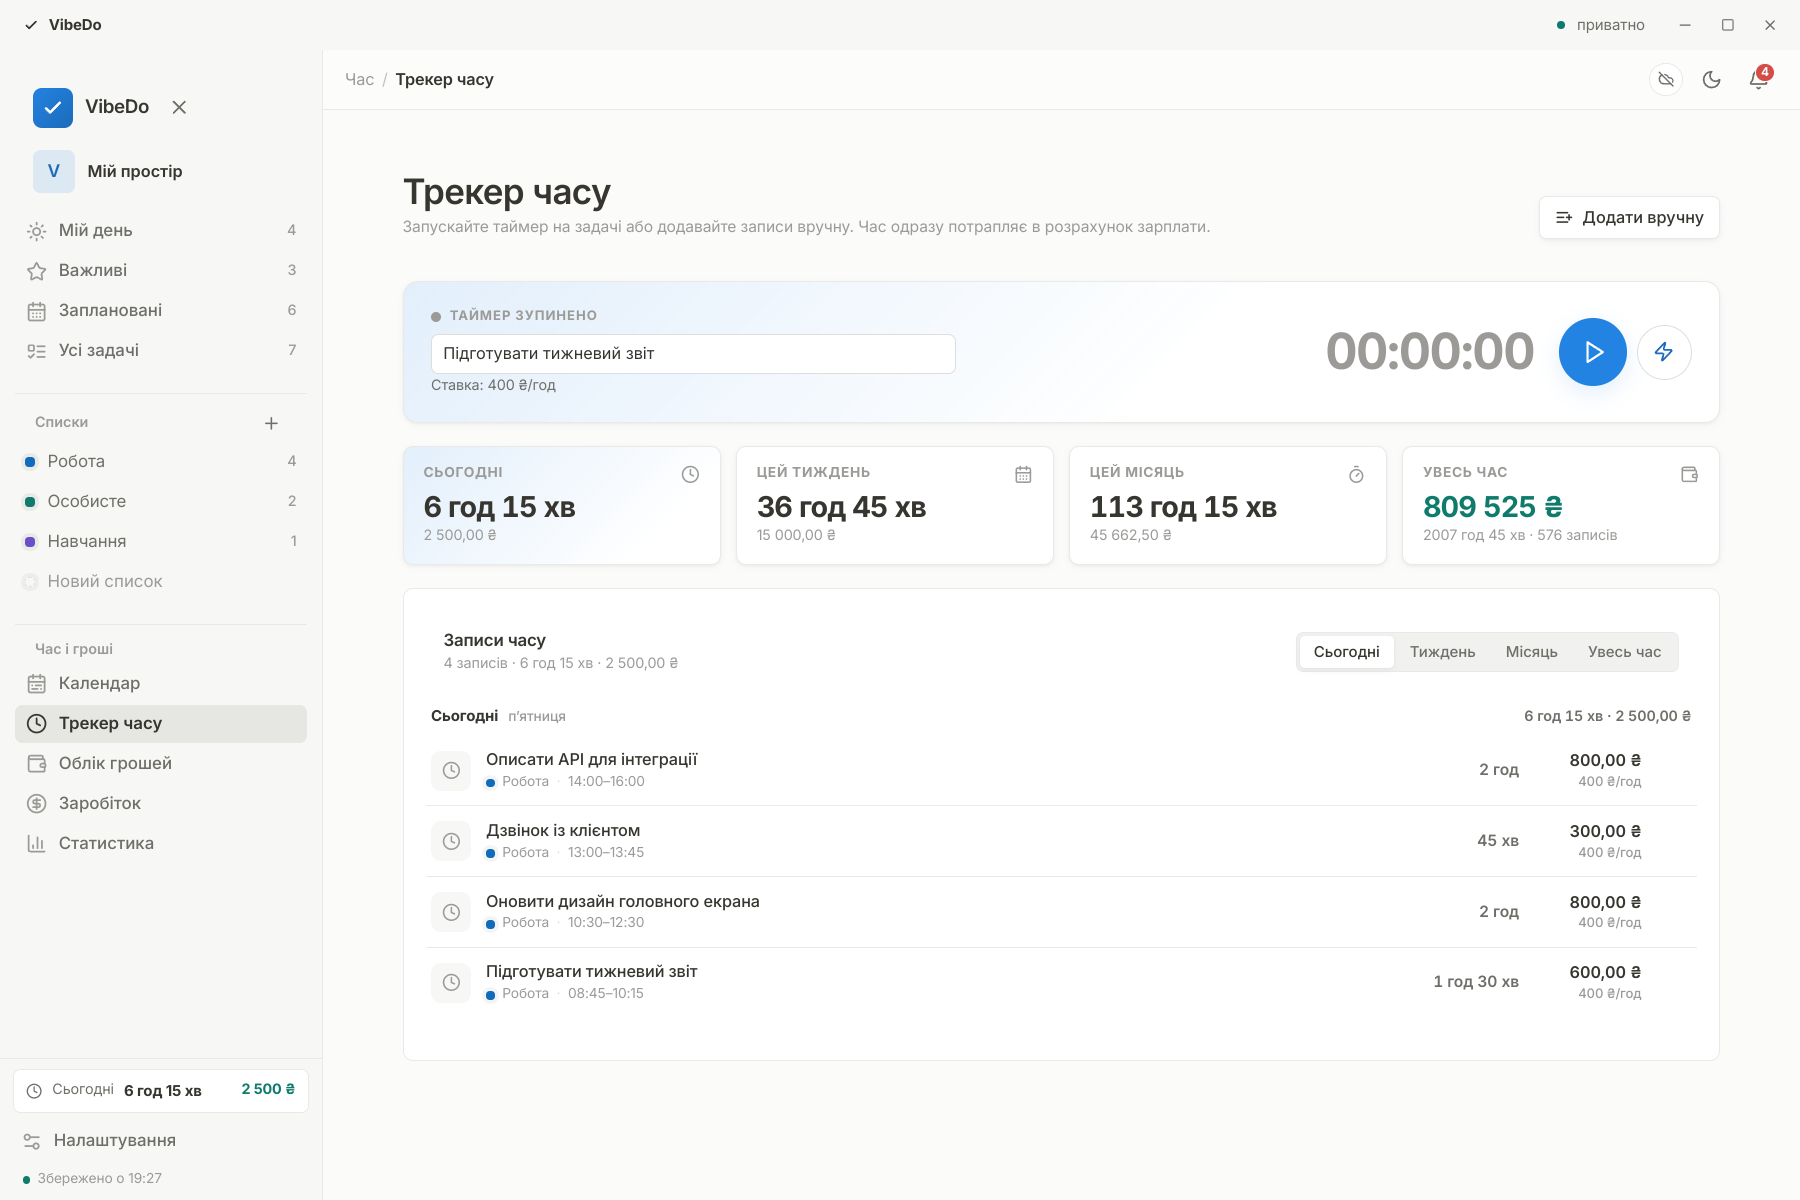 VibeDo
приватно
VibeDo
V
Мій простір
Мій день 4
Важливі 3
Заплановані 6
Усі задачі 7
Списки
Робота 4
Особисте 2
Навчання 1
Новий список
Час і гроші
Календар
Трекер часу
Облік грошей
Заробіток
Статистика
Сьогодні 6 год 15 хв 2 500 ₴
Налаштування
Збережено о 19:27
Час / Трекер часу
4
Трекер часу
Запускайте таймер на задачі або додавайте записи вручну. Час одразу потрапляє в розрахунок зарплати.
Додати вручну
ТАЙМЕР ЗУПИНЕНО
Підготувати тижневий звіт
Ставка: 400 ₴/год
00:00:00
СЬОГОДНІ
6 год 15 хв
2 500,00 ₴
ЦЕЙ ТИЖДЕНЬ
36 год 45 хв
15 000,00 ₴
ЦЕЙ МІСЯЦЬ
113 год 15 хв
45 662,50 ₴
УВЕСЬ ЧАС
809 525 ₴
2007 год 45 хв · 576 записів
Записи часу
4 записів · 6 год 15 хв · 2 500,00 ₴
Сьогодні Тиждень Місяць Увесь час
Сьогодні п'ятниця 6 год 15 хв · 2 500,00 ₴
Описати API для інтеграції
Робота · 14:00–16:00
2 год
800,00 ₴
400 ₴/год
Дзвінок із клієнтом
Робота · 13:00–13:45
45 хв
300,00 ₴
400 ₴/год
Оновити дизайн головного екрана
Робота · 10:30–12:30
2 год
800,00 ₴
400 ₴/год
Підготувати тижневий звіт
Робота · 08:45–10:15
1 год 30 хв
600,00 ₴
400 ₴/год